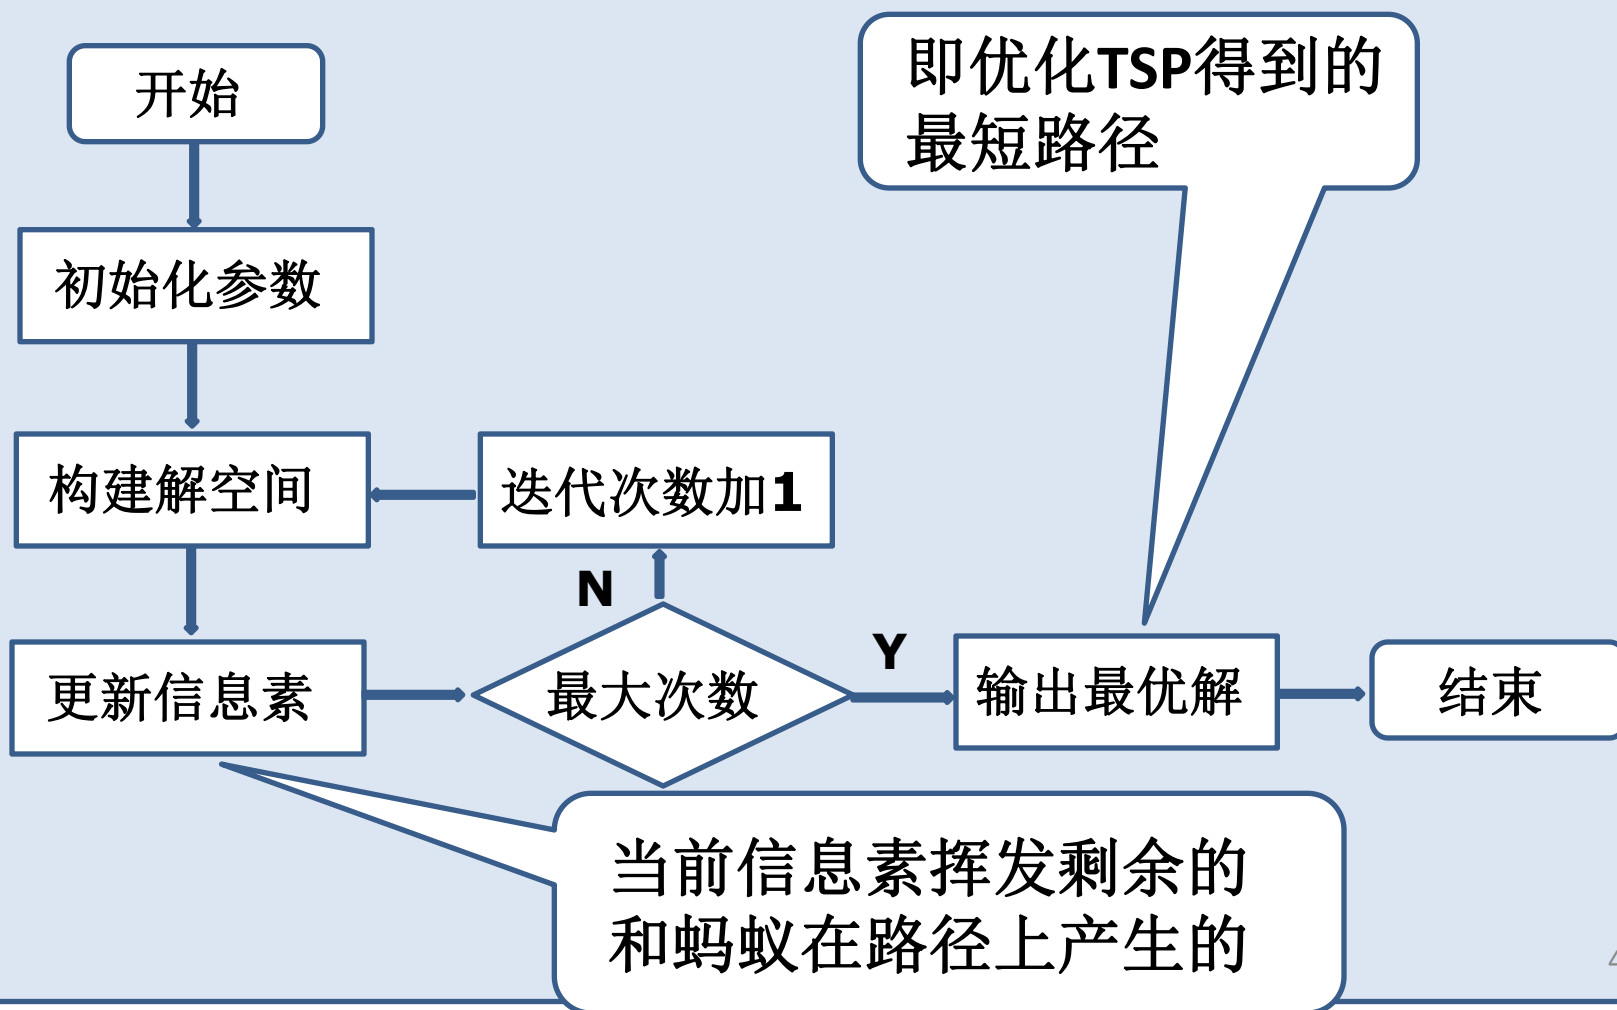 开始
即优化TSP得到的
最短路径
初始化参数
构建解空间
迭代次数加1
N
更新信息素
最大次数
Y
输出最优解
结束
当前信息素挥发剩余的
和蚂蚁在路径上产生的